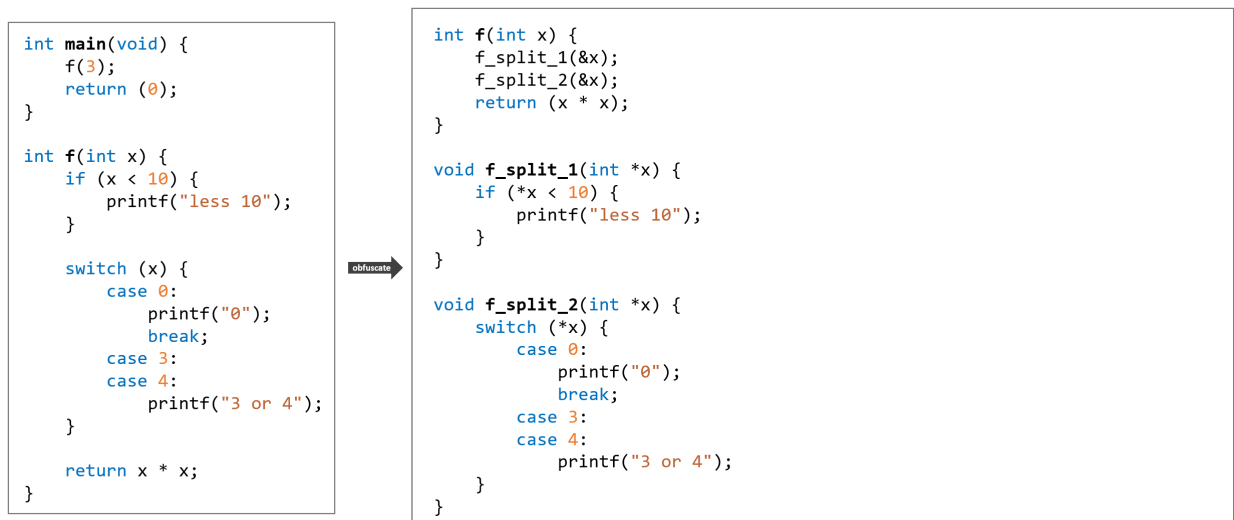 int main(void) {
    f(3);
    return (0);
}

int f(int x) {
    if (x < 10) {
        printf("less 10");
    }

    switch (x) {
        case 0:
            printf("0");
            break;
        case 3:
        case 4:
            printf("3 or 4");
    }

    return x * x;
}

obfuscate

int f(int x) {
    f_split_1(&x);
    f_split_2(&x);
    return (x * x);
}

void f_split_1(int *x) {
    if (*x < 10) {
        printf("less 10");
    }
}

void f_split_2(int *x) {
    switch (*x) {
        case 0:
            printf("0");
            break;
        case 3:
        case 4:
            printf("3 or 4");
    }
}